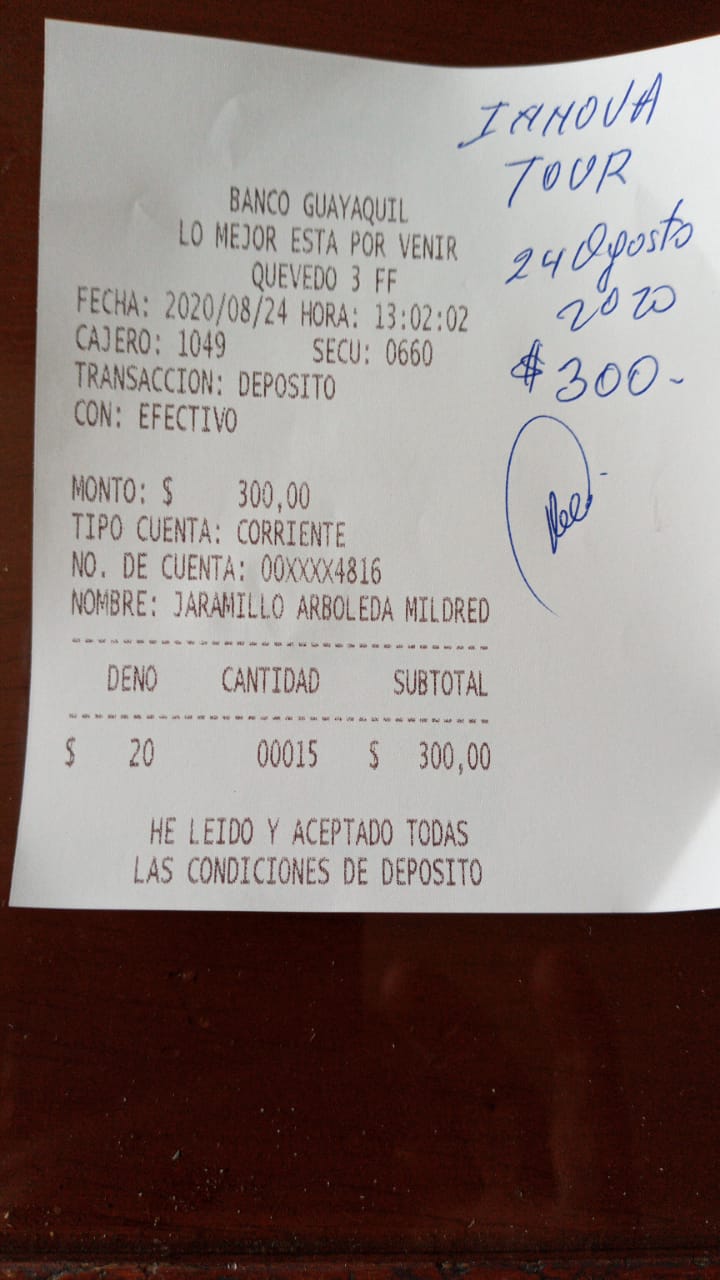 BANCO GUAYAQUIL
LO MEJOR ESTA POR VENIR
QUEVEDO 3 FF
FECHA: 2020/08/24 HORA: 13:02:02
CAJERO: 1049 SECU: 0660
TRANSACCION: DEPOSITO
CON: EFECTIVO
MONTO: $ 300,00
TIPO CUENTA: CORRIENTE
NO. DE CUENTA: 00XXXX4816
NOMBRE: JARAMILLO ARBOLEDA MILDRED
DENO CANTIDAD SUBTOTAL
$ 20 00015 $ 300,00
HE LEIDO Y ACEPTADO TODAS
LAS CONDICIONES DE DEPOSITO
INNOVA
TOUR
24 Agosto
2020
$300.-